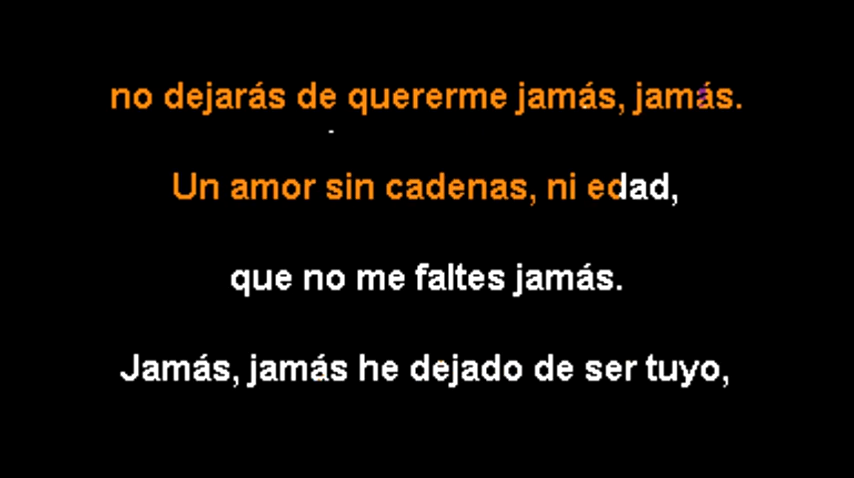 no dejarás de quererme jamás, jamás.
Un amor sin cadenas, ni edad,
que no me faltes jamás.
Jamás, jamás he dejado de ser tuyo,